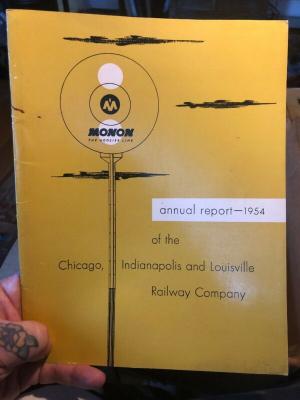 M
MONON
THE HOOSIER LINE
annual report—1954
of the
Chicago, Indianapolis and Louisville
Railway Company